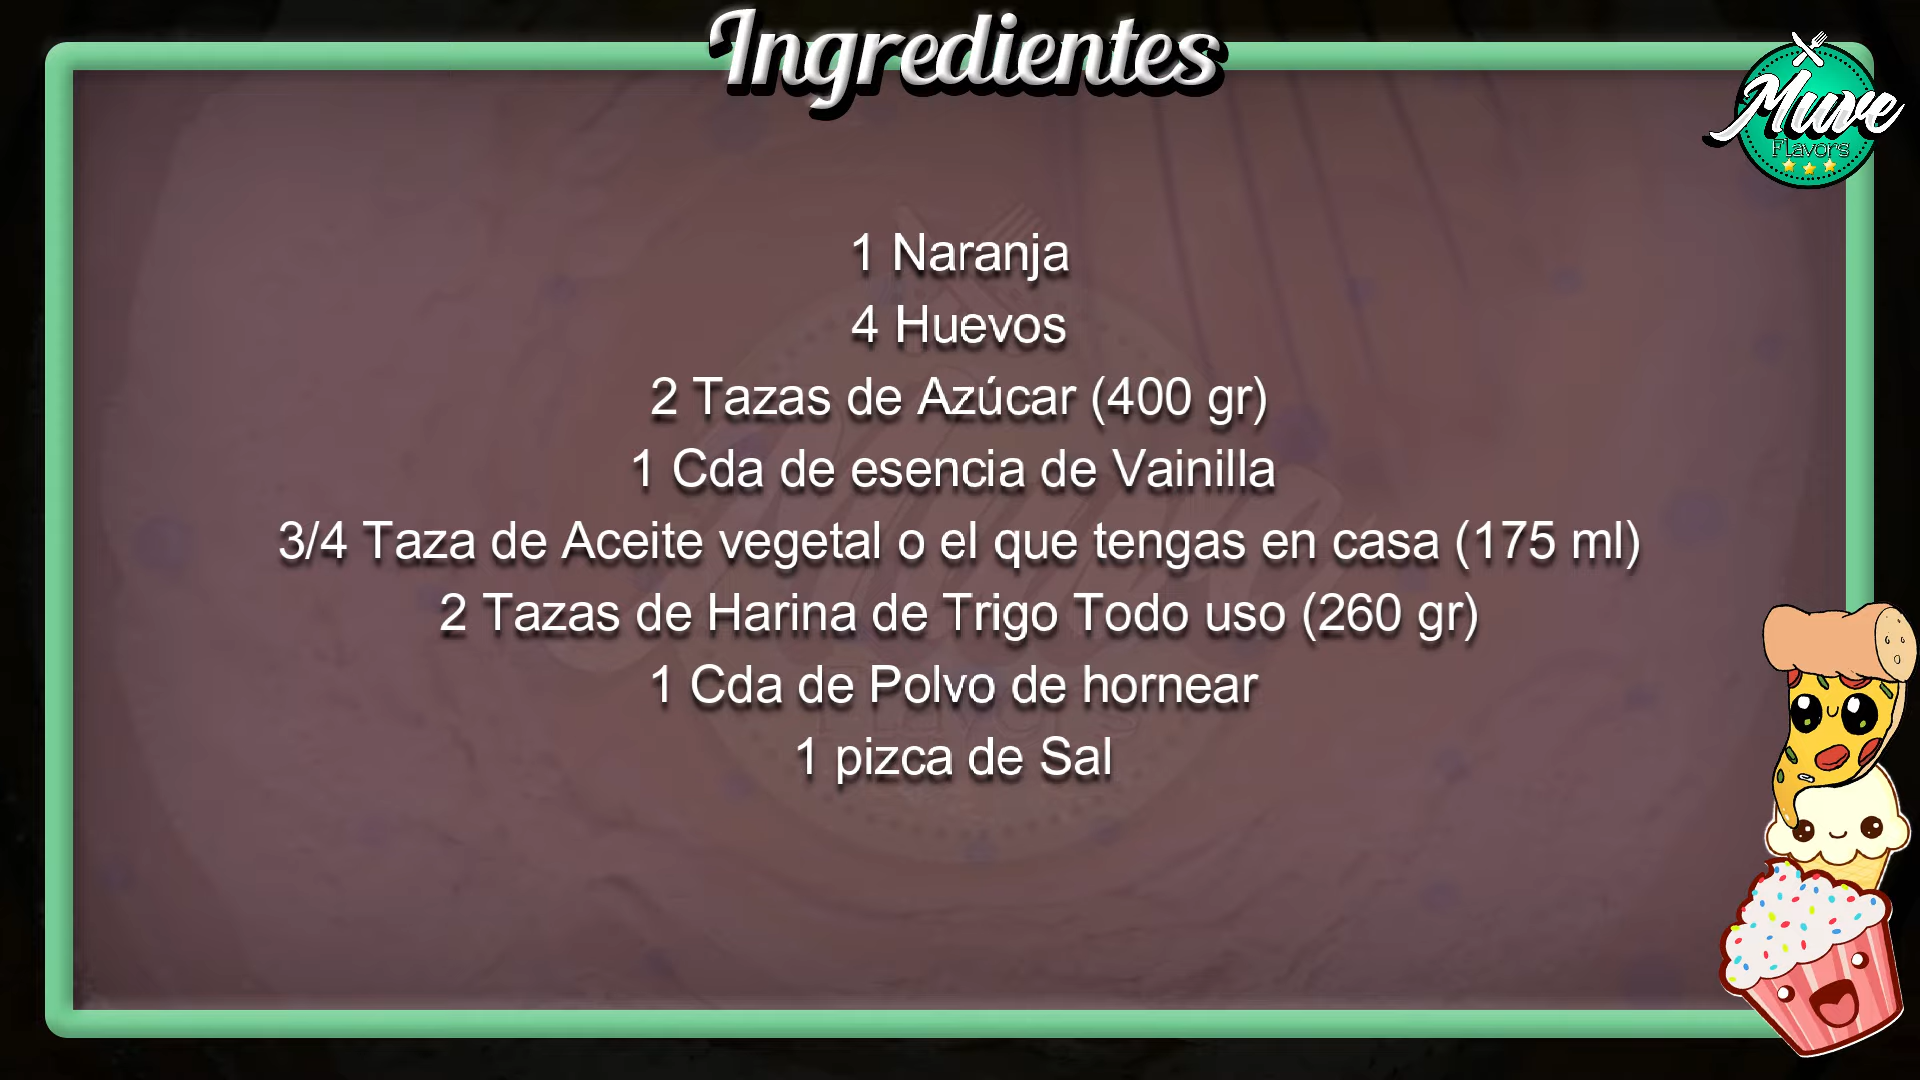 Ingredientes
Muve
Flavors
1 Naranja
4 Huevos
2 Tazas de Azúcar (400 gr)
1 Cda de esencia de Vainilla
3/4 Taza de Aceite vegetal o el que tengas en casa (175 ml)
2 Tazas de Harina de Trigo Todo uso (260 gr)
1 Cda de Polvo de hornear
1 pizca de Sal